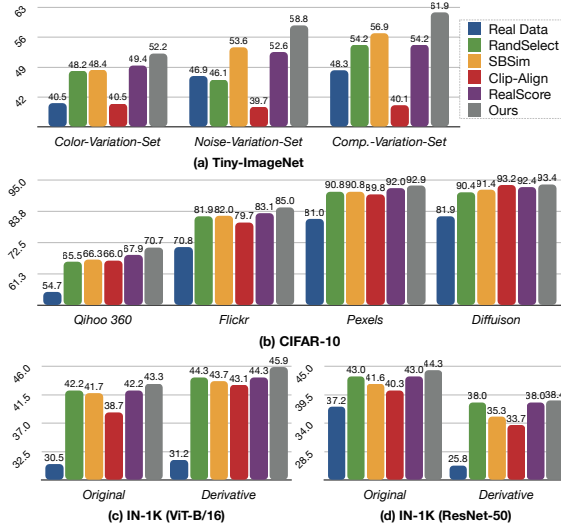 63
56
49
42
40.5 48.2 48.4 40.5 49.4 52.2
46.9 46.1 53.6 39.7 52.6 58.8
48.3 54.2 56.9 40.1 54.2 61.9
Color-Variation-Set Noise-Variation-Set Comp.-Variation-Set
(a) Tiny-ImageNet
Real Data
RandSelect
SBSim
Clip-Align
RealScore
Ours
95.0
83.8
72.5
61.3
54.7 65.5 66.3 66.0 67.9 70.7
70.8 81.9 82.0 79.7 83.1 85.0
81.0 90.8 90.8 89.8 92.0 92.9
81.9 90.4 91.4 93.2 92.4 93.4
Qihoo 360 Flickr Pexels Diffuison
(b) CIFAR-10
46.0
41.5
37.0
32.5
30.5 42.2 41.7 38.7 42.2 43.3
31.2 44.3 43.7 43.1 44.3 45.9
Original Derivative
(c) IN-1K (ViT-B/16)
45.0
39.5
34.0
28.5
37.2 43.0 41.6 40.3 43.0 44.3
25.8 38.0 35.3 33.7 38.0 38.4
Original Derivative
(d) IN-1K (ResNet-50)